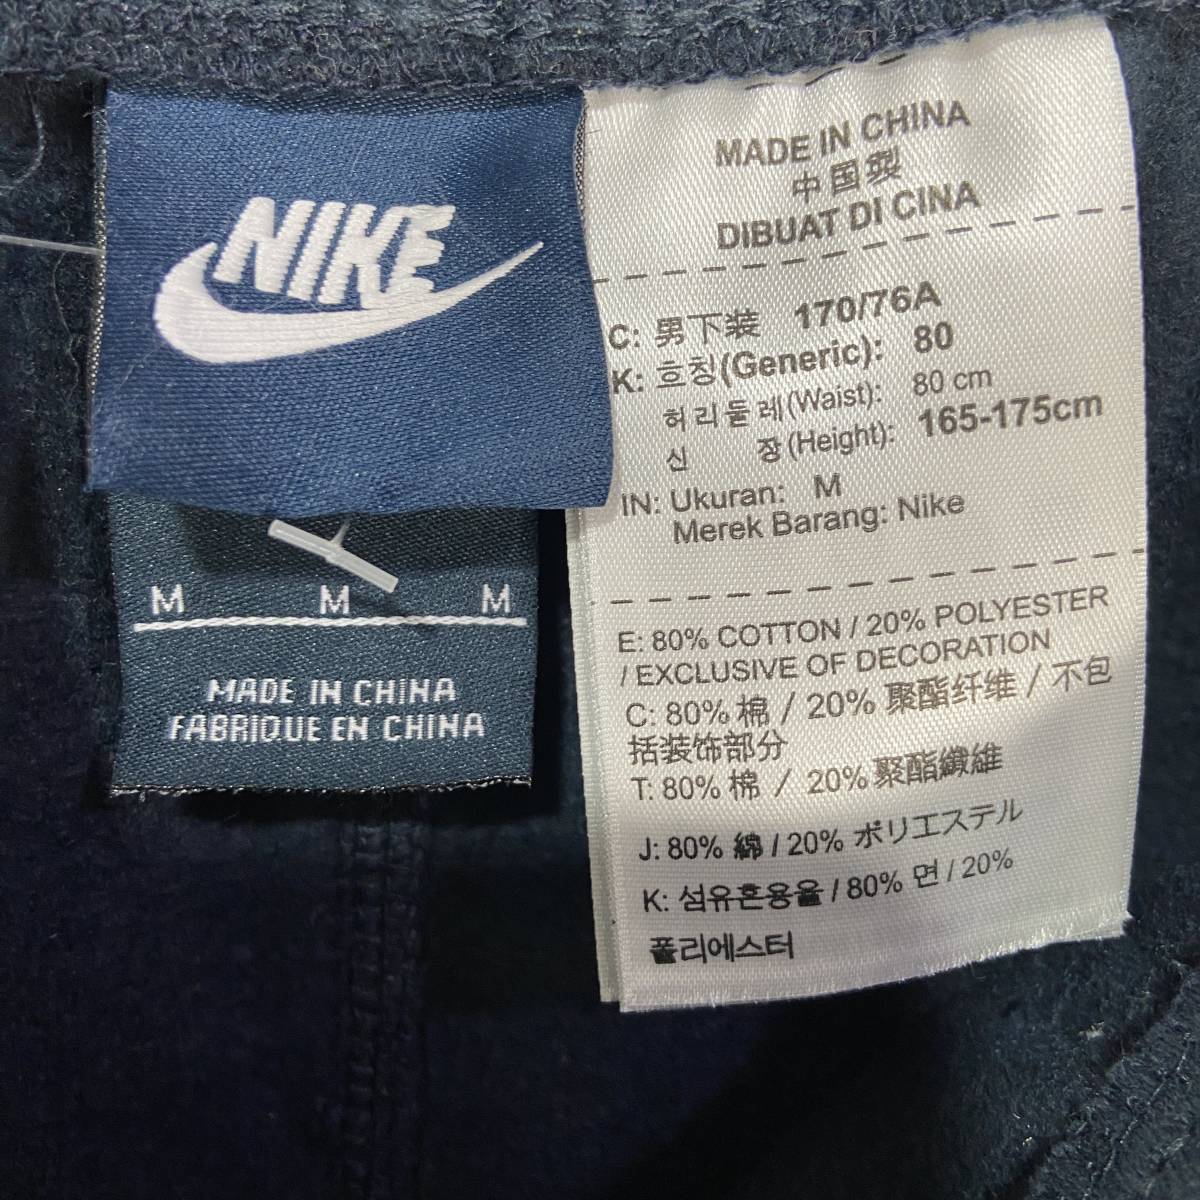 NIKE
M M M
MADE IN CHINA
FABRIQUE EN CHINA
MADE IN CHINA
中国製
DIBUAT DI CINA
C: 男下装 170/76A
K: 호칭(Generic): 80
허리둘레(Waist): 80 cm
신 장(Height): 165-175cm
IN: Ukuran: M
Merek Barang: Nike
E: 80% COTTON / 20% POLYESTER
/ EXCLUSIVE OF DECORATION
C: 80% 棉 / 20% 聚酯纤维 / 不包
括装饰部分
T: 80% 棉 / 20% 聚酯纖維
J: 80% 綿 / 20% ポリエステル
K: 섬유혼용율 / 80% 면 / 20%
폴리에스터